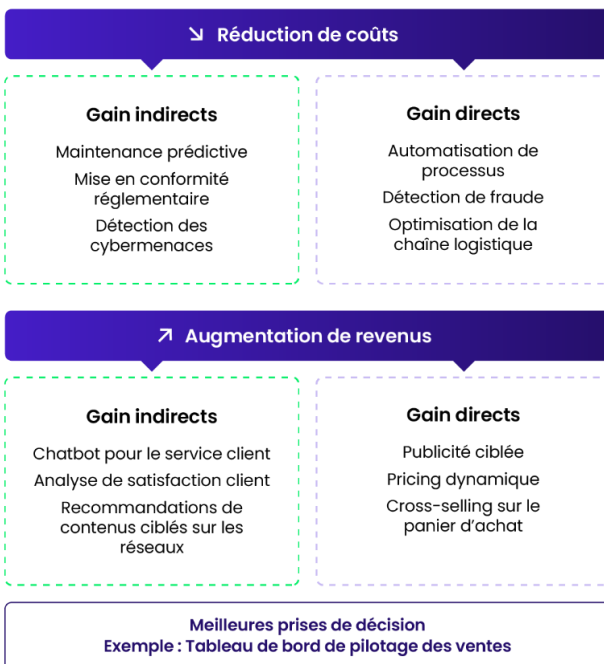 ↘ Réduction de coûts
Gain indirects
Maintenance prédictive
Mise en conformité
réglementaire
Détection des
cybermenaces
Gain directs
Automatisation de
processus
Détection de fraude
Optimisation de la
chaîne logistique
↗ Augmentation de revenus
Gain indirects
Chatbot pour le service client
Analyse de satisfaction client
Recommandations de
contenus ciblés sur les
réseaux
Gain directs
Publicité ciblée
Pricing dynamique
Cross-selling sur le
panier d’achat
Meilleures prises de décision
Exemple : Tableau de bord de pilotage des ventes